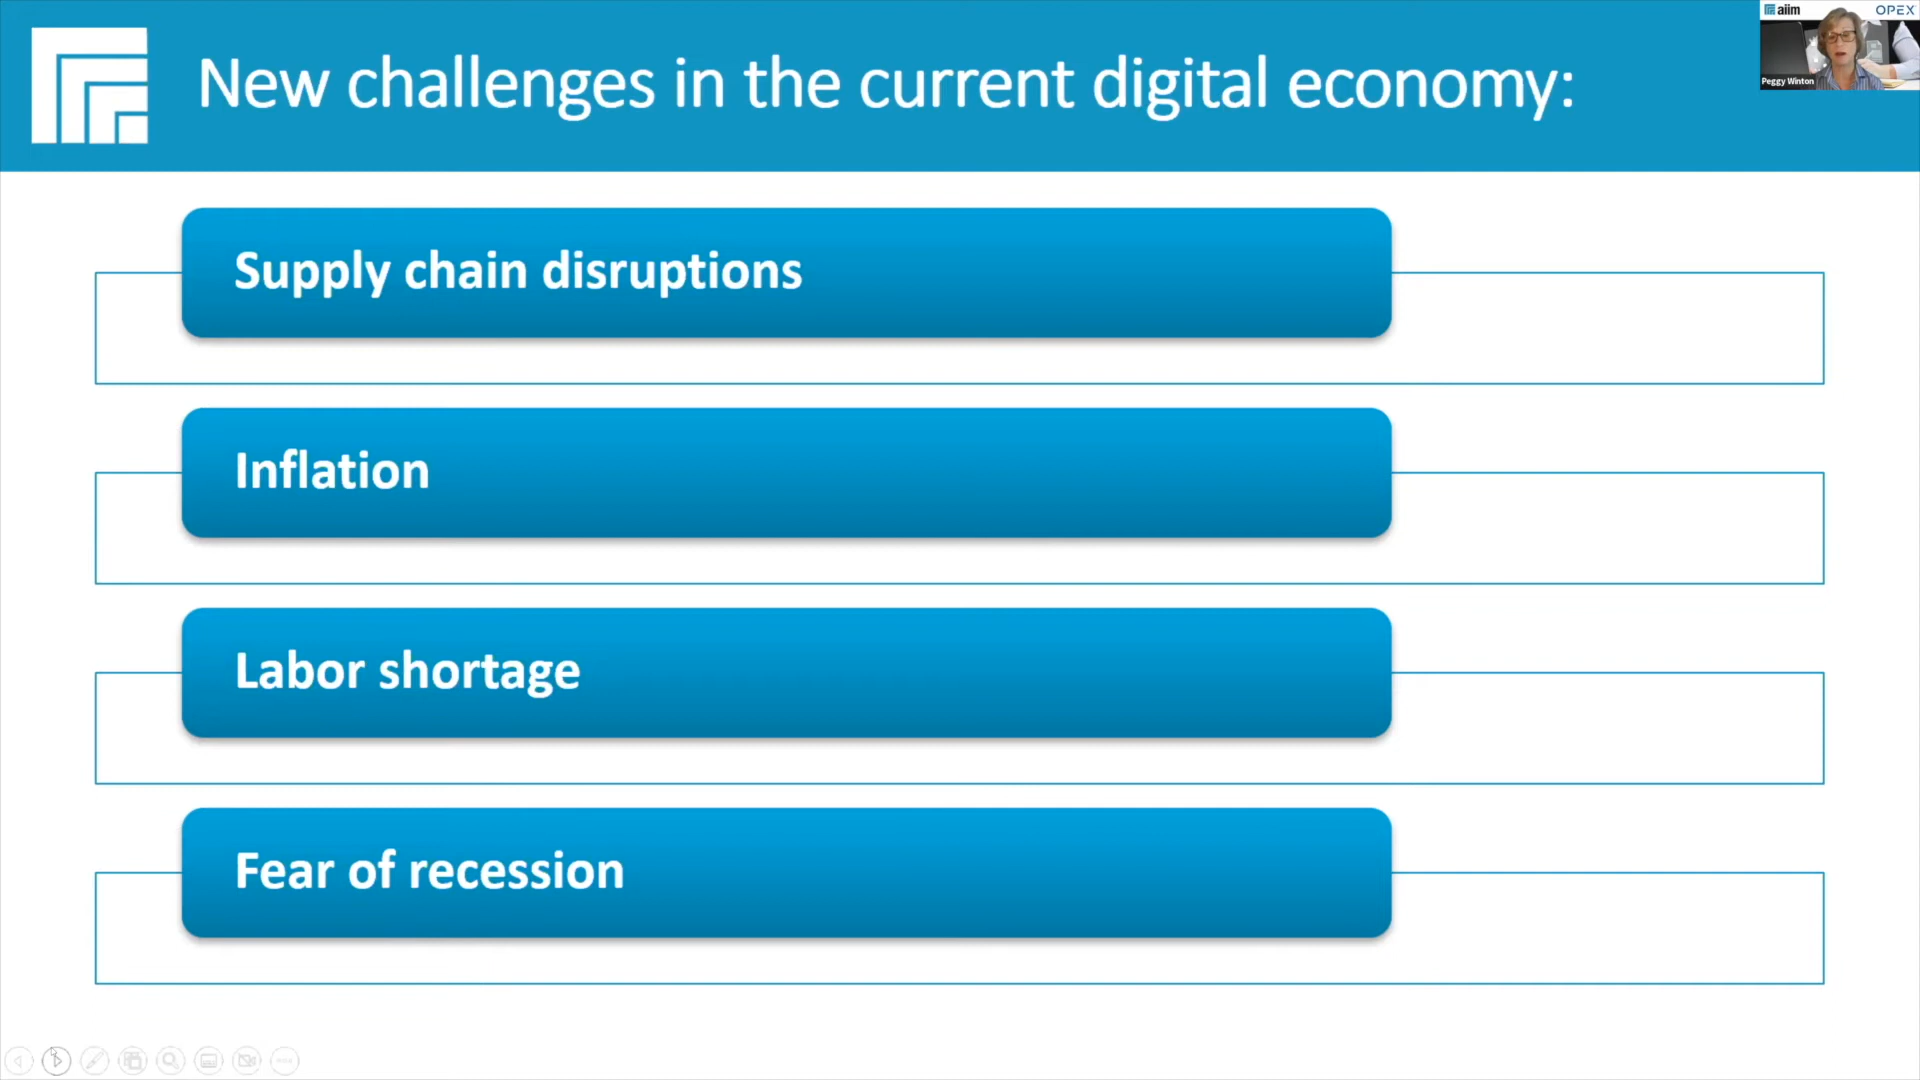 New challenges in the current digital economy:
aiim
OPEX
Peggy Winton
Supply chain disruptions
Inflation
Labor shortage
Fear of recession